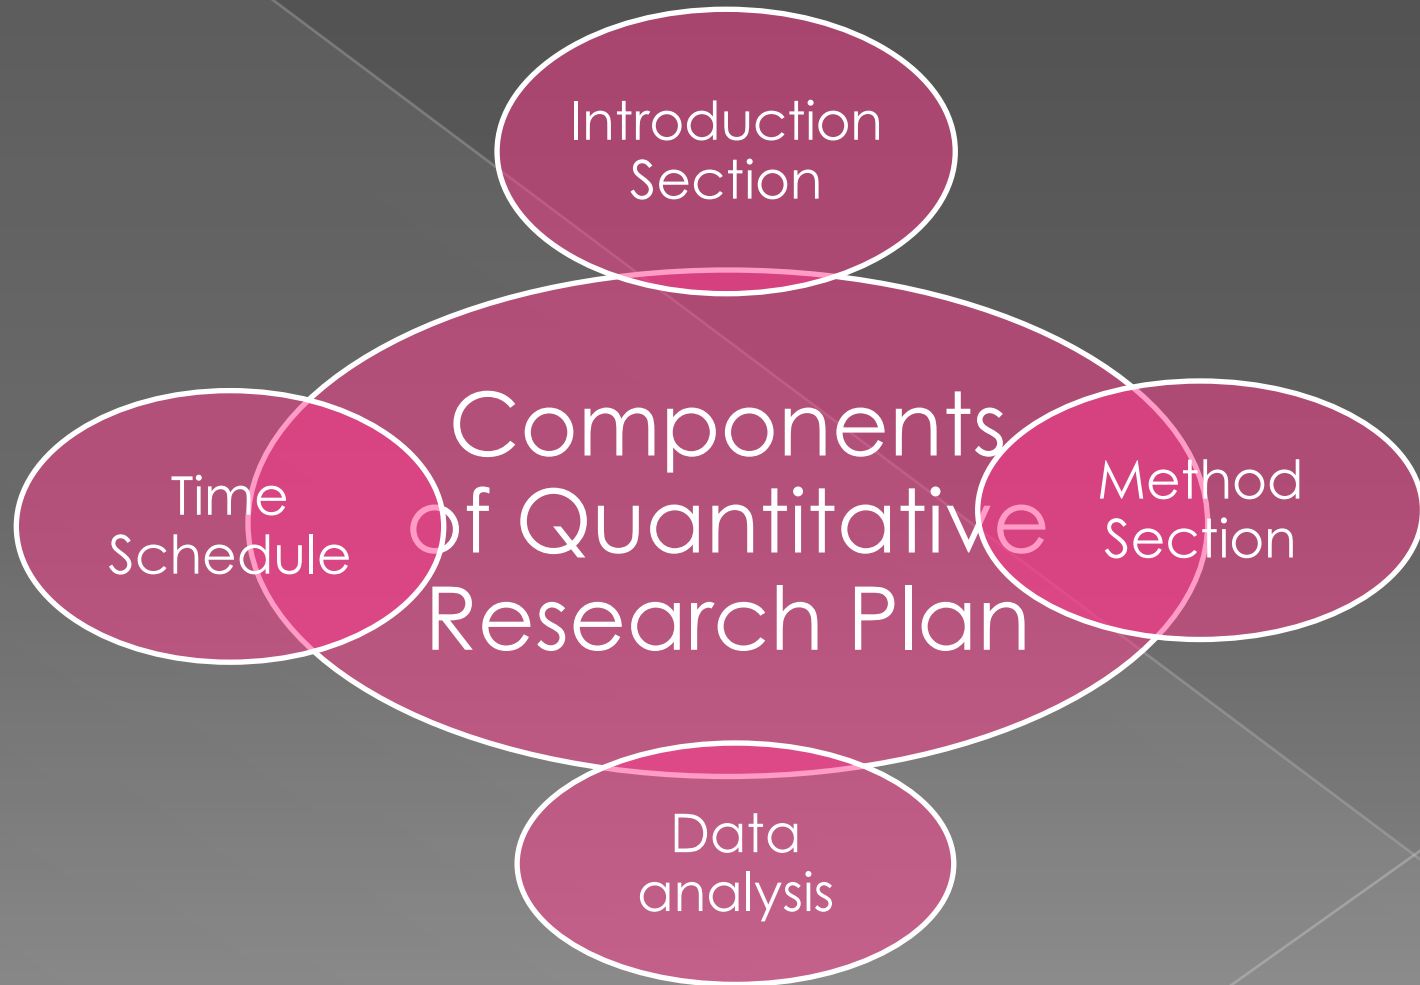 Introduction
Section
Components
of Quantitative
Research Plan
Method
Section
Data
analysis
Time
Schedule